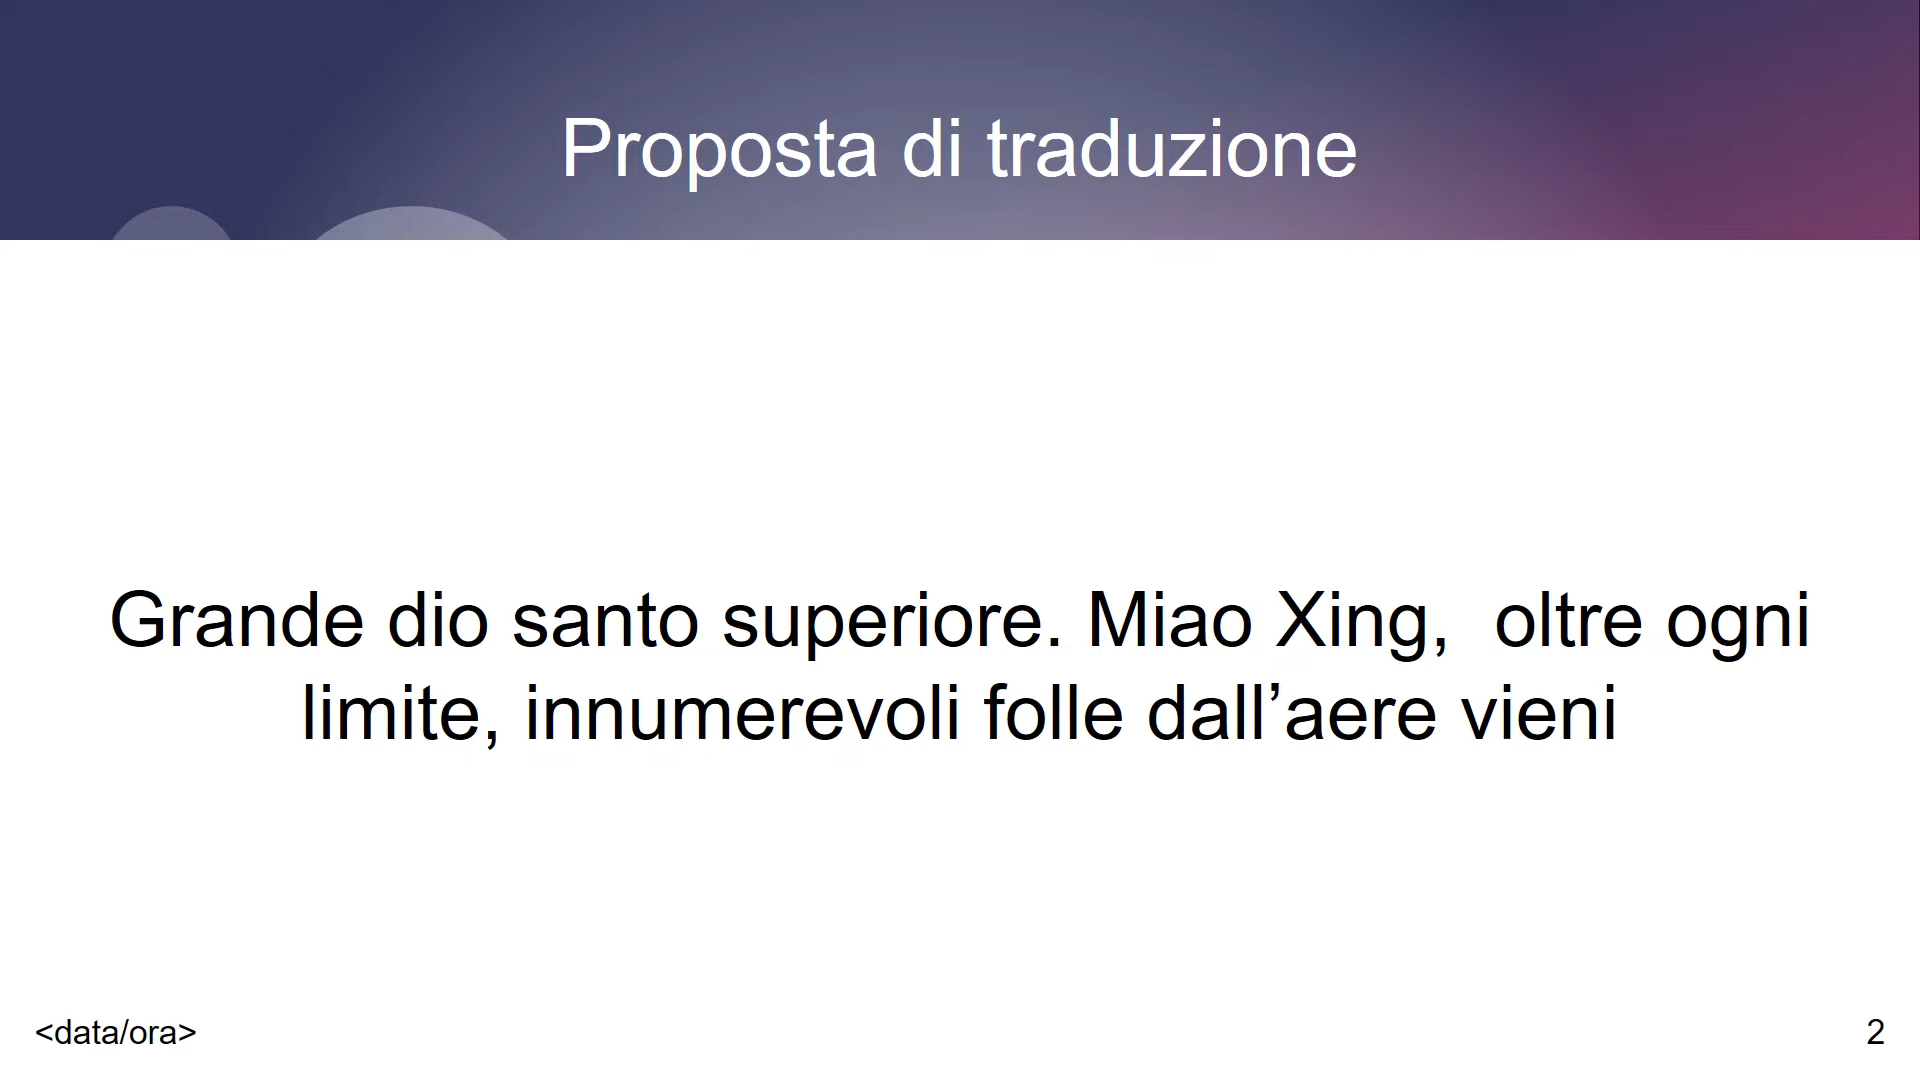 Proposta di traduzione
Grande dio santo superiore. Miao Xing,  oltre ogni
limite, innumerevoli folle dall’aere vieni
<data/ora>
2